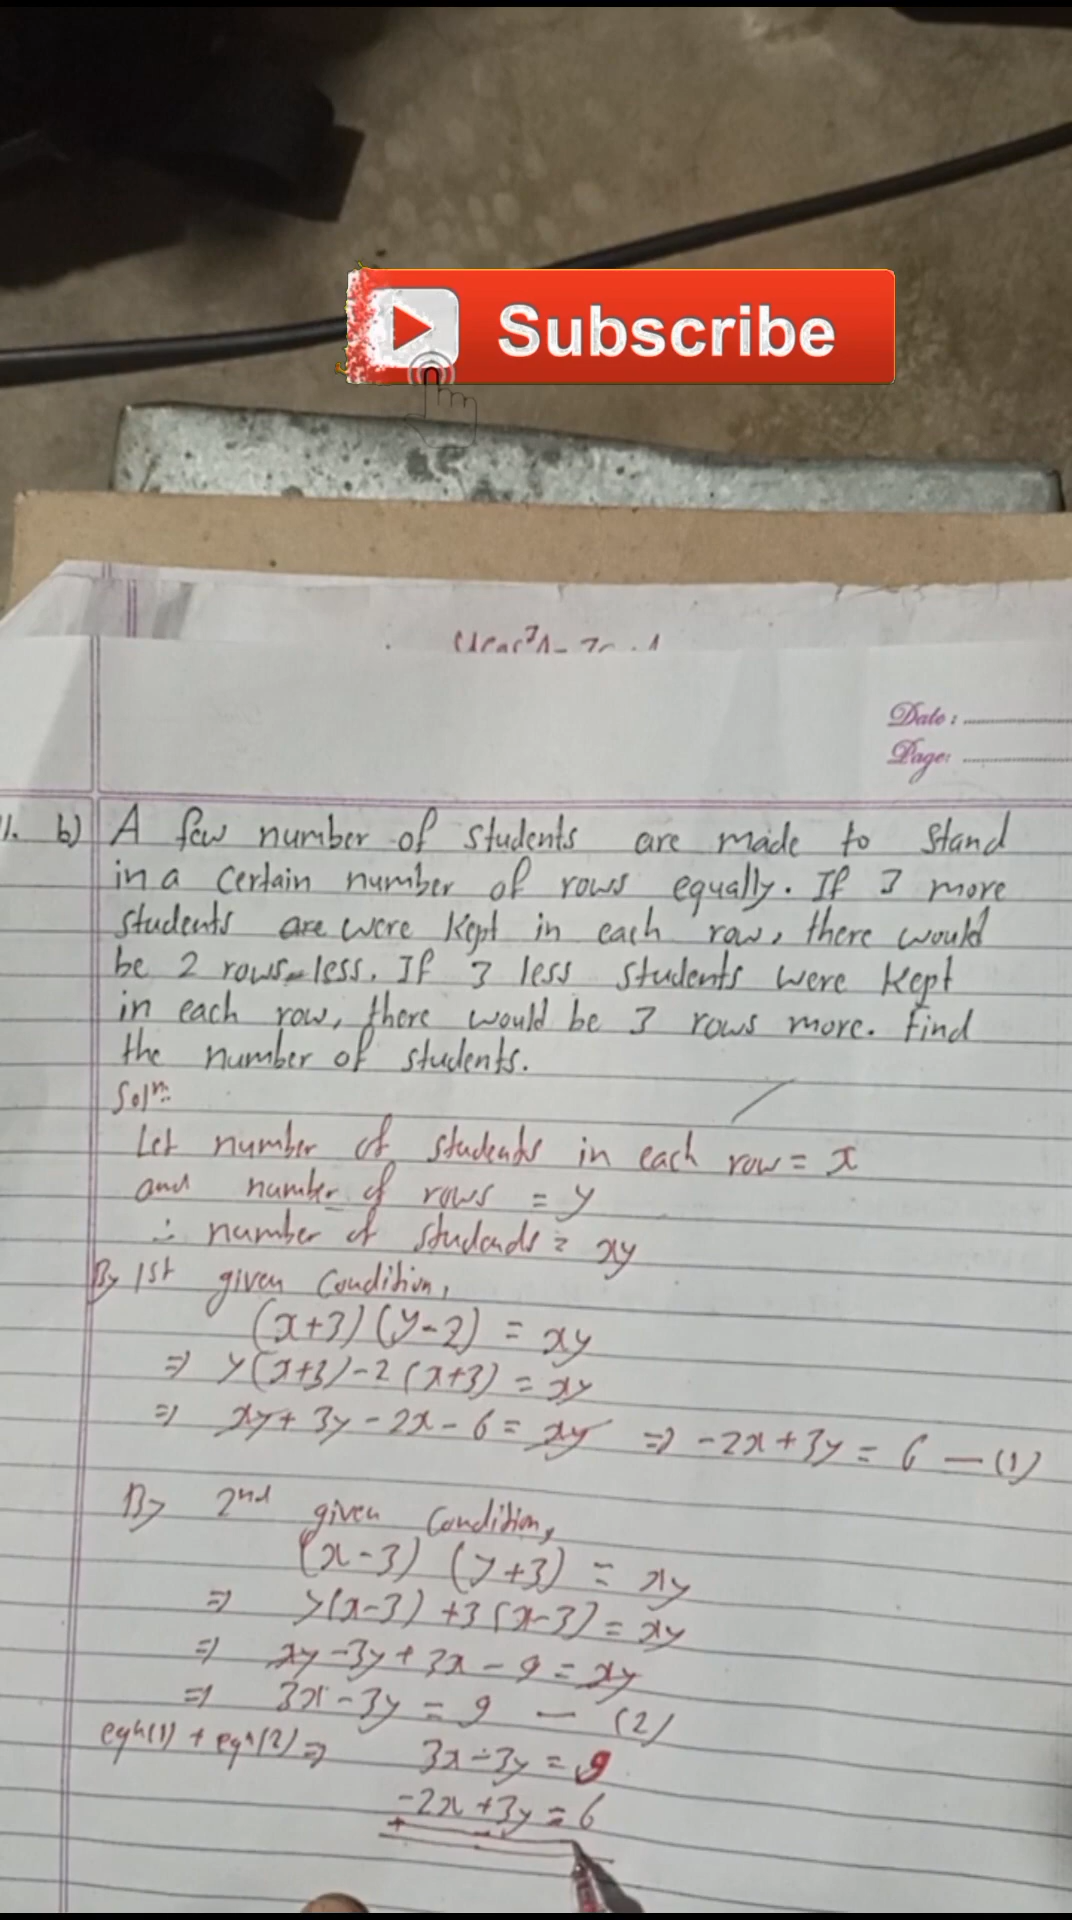 Subscribe
Date:
Page:
1. b) A few number of students are made to stand
in a certain number of rows equally. If 3 more
students are were kept in each row, there would
be 2 rows less. If 3 less students were kept
in each row, there would be 3 rows more. Find
the number of students.
Solⁿ:
Let number of students in each row = x
and number of rows = y
∴ number of students = xy
By 1st given condition,
(x+3) (y-2) = xy
⇒ y(x+3)-2(x+3) = xy
⇒ xy + 3y - 2x - 6 = xy ⇒ -2x + 3y = 6 — (1)
By 2nd given condition,
(x-3) (y+3) = xy
⇒ y(x-3) + 3(x-3) = xy
⇒ xy - 3y + 3x - 9 = xy
⇒ 3x - 3y = 9 — (2)
eqn(1) + eqn(2) ⇒ 3x - 3y = 9
-2x + 3y = 6